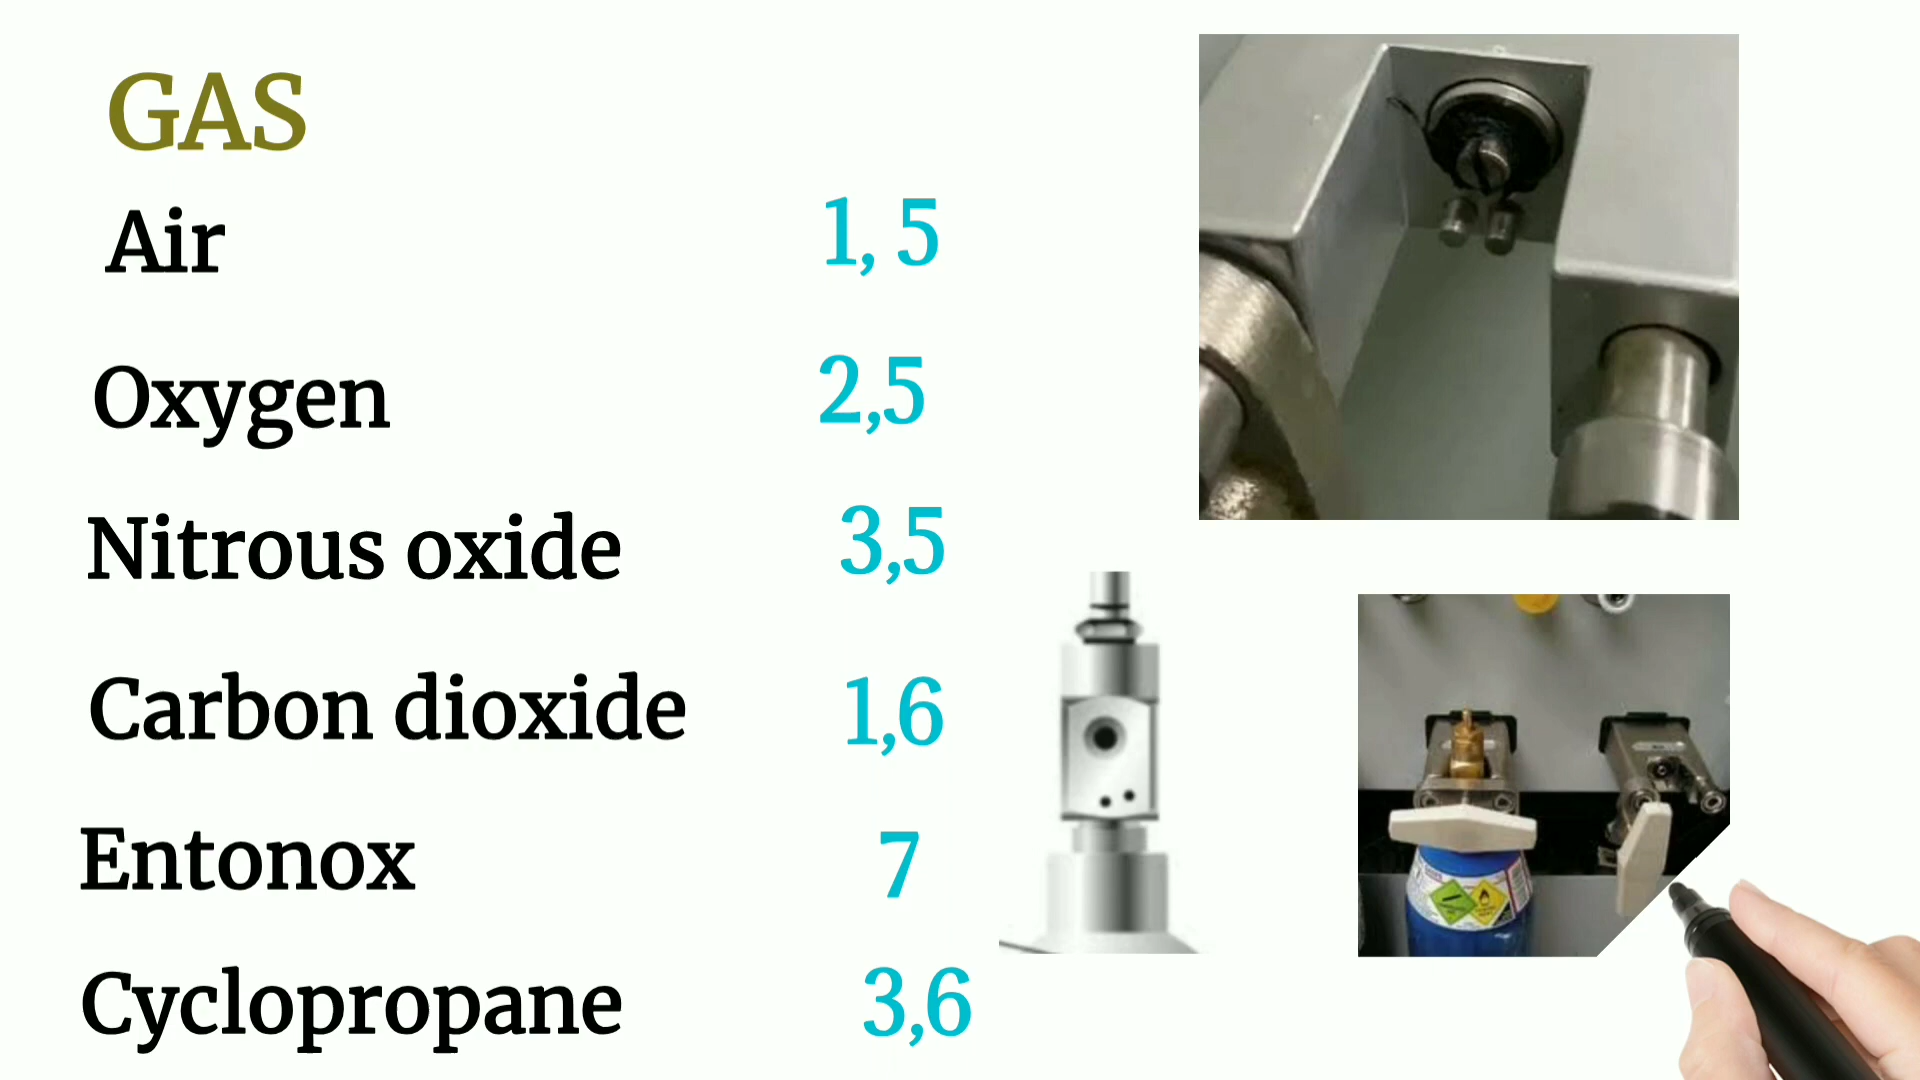 GAS
Air 1, 5
Oxygen 2,5
Nitrous oxide 3,5
Carbon dioxide 1,6
Entonox 7
Cyclopropane 3,6